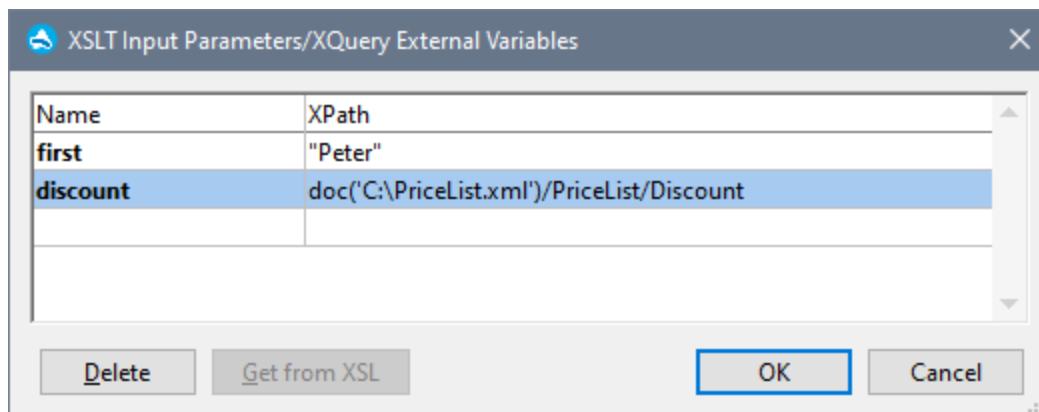 XSLT Input Parameters/XQuery External Variables
Name XPath
first "Peter"
discount doc('C:\PriceList.xml')/PriceList/Discount
Delete Get from XSL OK Cancel